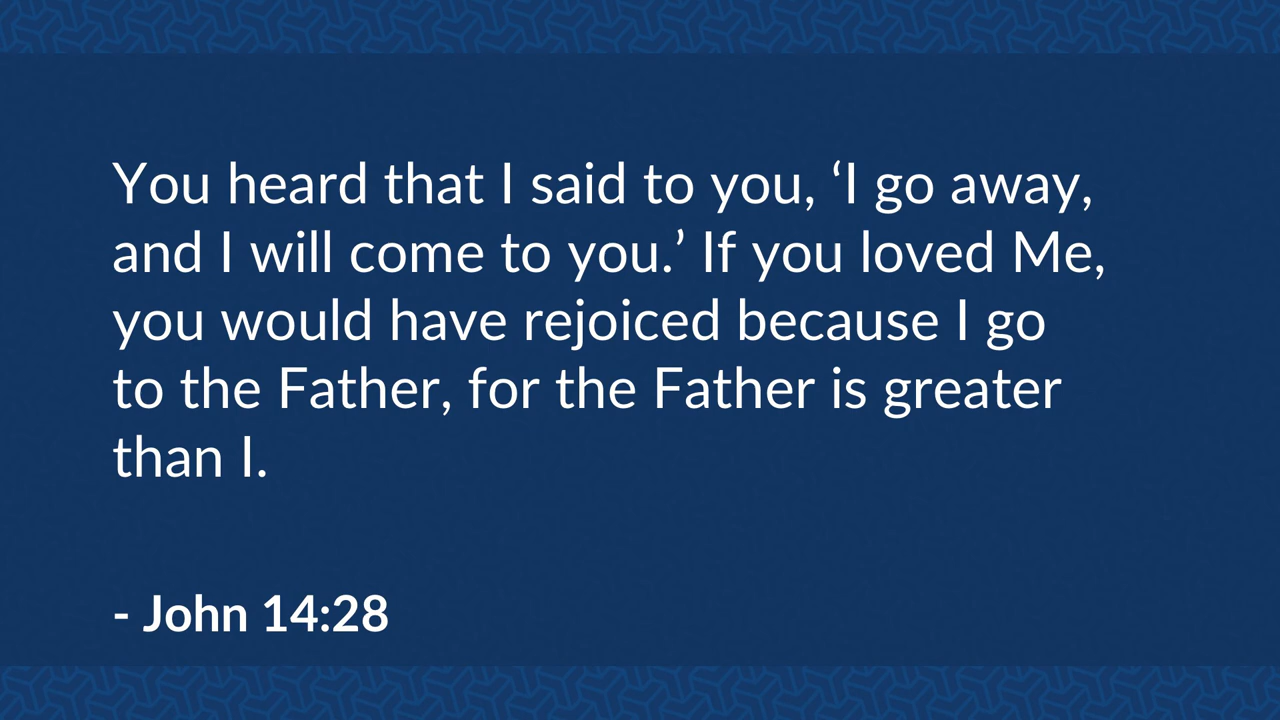 You heard that I said to you, ‘I go away,
and I will come to you.’ If you loved Me,
you would have rejoiced because I go
to the Father, for the Father is greater
than I.
- John 14:28